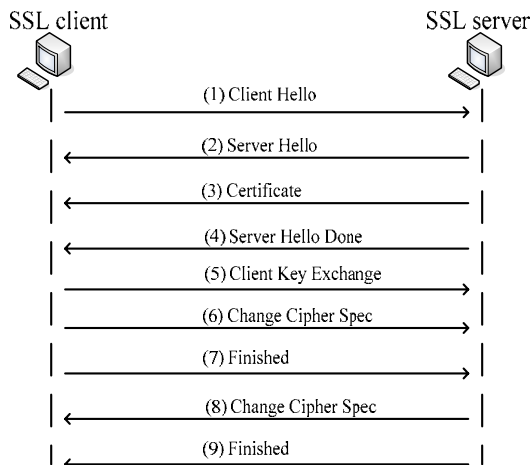 SSL client
SSL server
(1) Client Hello
(2) Server Hello
(3) Certificate
(4) Server Hello Done
(5) Client Key Exchange
(6) Change Cipher Spec
(7) Finished
(8) Change Cipher Spec
(9) Finished